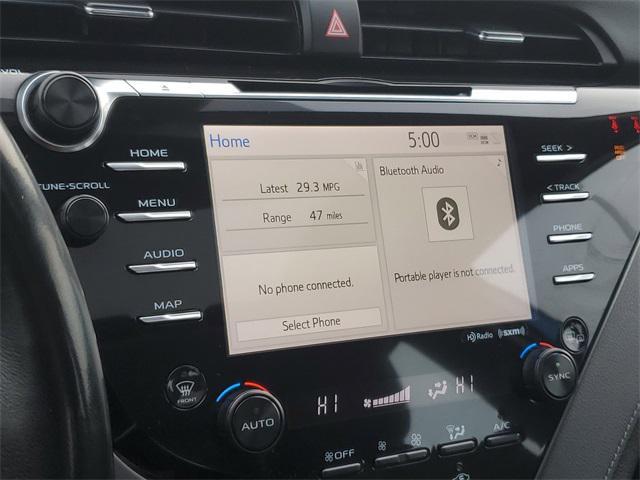 VOL
HOME
TUNE•SCROLL
MENU
AUDIO
MAP
Home 5:00
Latest 29.3 MPG
Range 47 miles
No phone connected.
Select Phone
Bluetooth Audio
Portable player is not connected.
SEEK >
< TRACK
PHONE
APPS
HD Radio (((sxm)))
FRONT
AUTO
HI
HI
SYNC
OFF
A/C